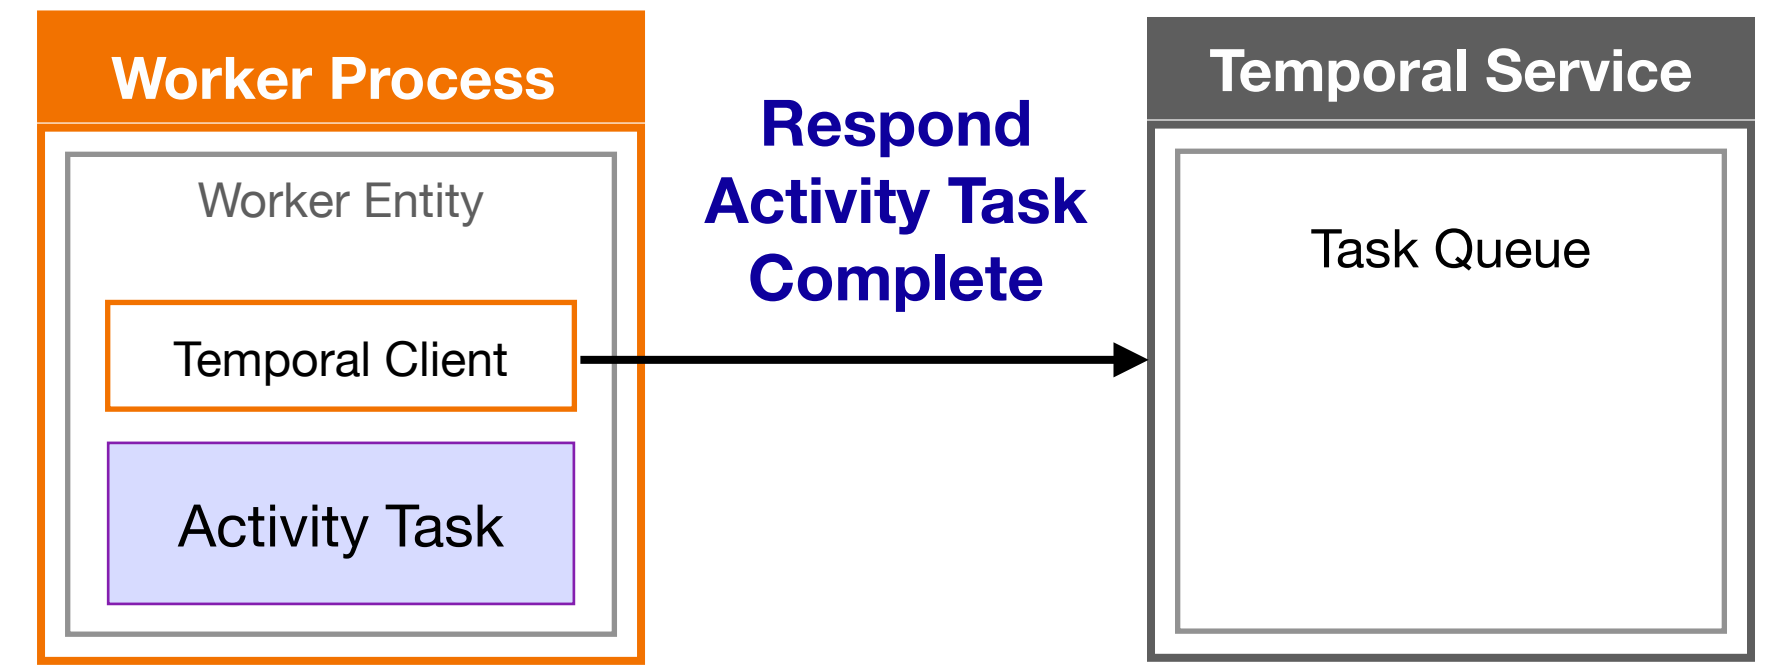 Worker Process
Worker Entity
Temporal Client
Activity Task
Respond
Activity Task
Complete
Temporal Service
Task Queue